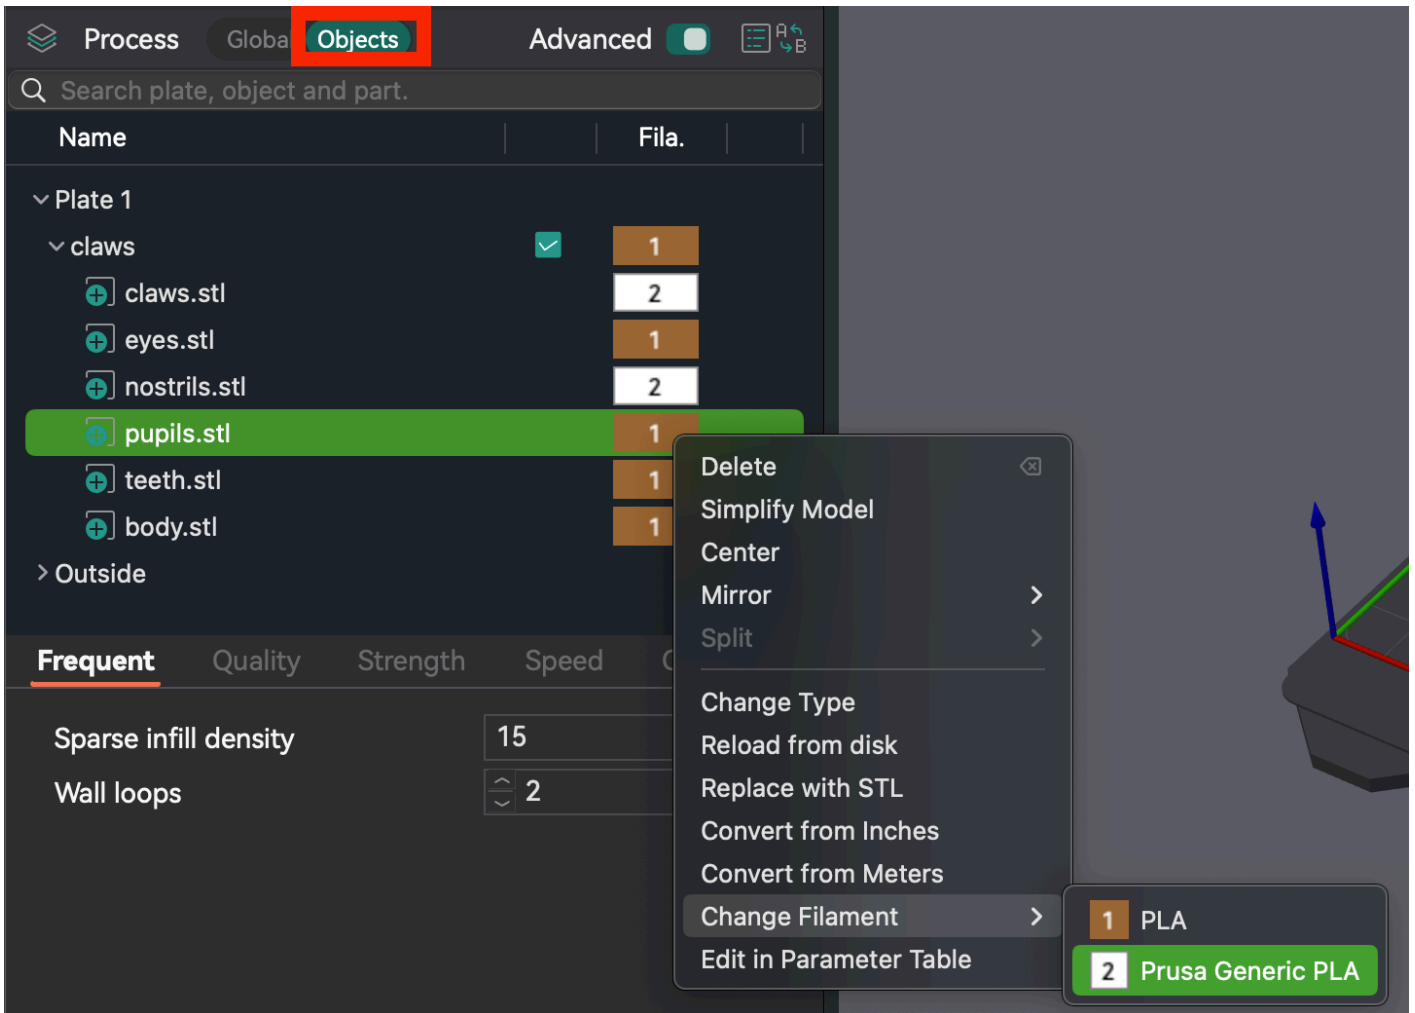 Process Global Objects Advanced A B
Search plate, object and part.
Name Fila.
Plate 1
claws 1
claws.stl 2
eyes.stl 1
nostrils.stl 2
pupils.stl 1
teeth.stl 1
body.stl 1
Outside
Frequent Quality Strength Speed
Sparse infill density 15
Wall loops 2
Delete
Simplify Model
Center
Mirror
Split
Change Type
Reload from disk
Replace with STL
Convert from Inches
Convert from Meters
Change Filament
Edit in Parameter Table
1 PLA
2 Prusa Generic PLA